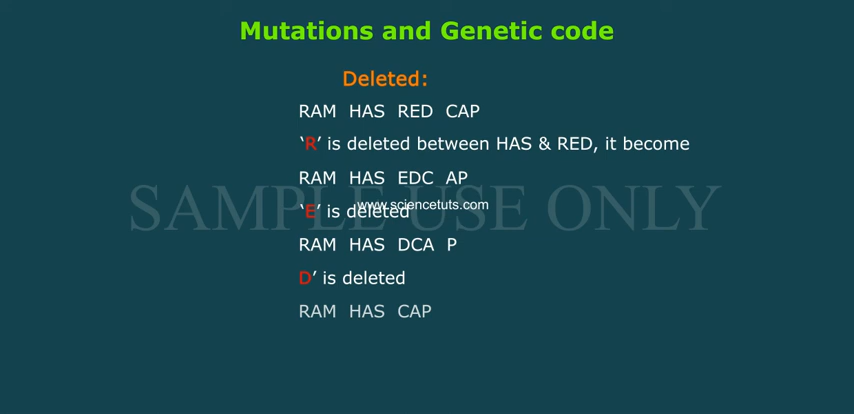 Mutations and Genetic code
Deleted:
RAM HAS RED CAP
‘R’ is deleted between HAS & RED, it become
RAM HAS EDC AP
SAMPLE USE ONLY
www.sciencetuts.com
‘E’ is deleted
RAM HAS DCA P
D’ is deleted
RAM HAS CAP